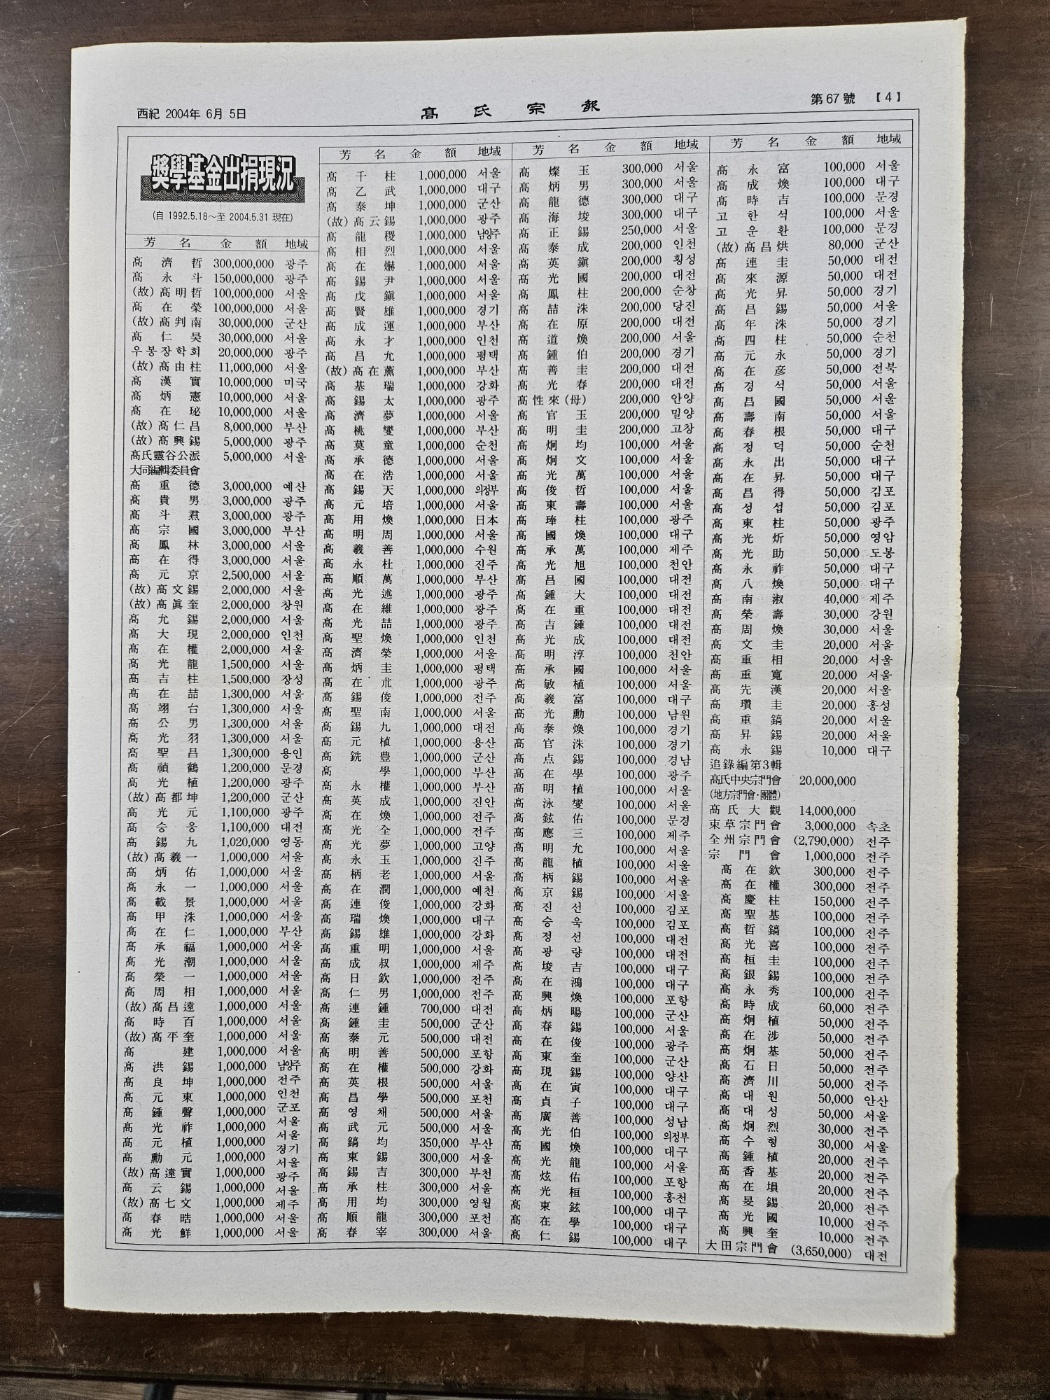 西紀 2004年 6月 5日
高氏宗報
第67號 【4】
獎學基金出捐現況
(自 1992.5.18~至 2004.5.31 現在)
芳名 金額 地域
高濟哲 300,000,000 광주
高永斗 150,000,000 광주
(故)高明哲 100,000,000 서울
高在榮 100,000,000 서울
(故)高判南 30,000,000 군산
高仁昊 30,000,000 서울
우봉장학회 20,000,000 광주
(故)高由柱 11,000,000 서울
高漢實 10,000,000 미국
高炳憲 10,000,000 서울
高在珌 10,000,000 서울
(故)高仁昌 8,000,000 부산
(故)高興錫 5,000,000 광주
高氏靈谷公派 5,000,000 서울
大同編輯委員會
高重德 3,000,000 예산
高貴男 3,000,000 광주
高斗煮 3,000,000 광주
高宗國 3,000,000 부산
高鳳林 3,000,000 서울
高在得 3,000,000 서울
高元京 2,500,000 서울
(故)高文錫 2,000,000 서울
(故)高眞奎 2,000,000 창원
高允錫 2,000,000 서울
高大現 2,000,000 인천
高在權 2,000,000 서울
高光龍 1,500,000 서울
高吉柱 1,500,000 장성
高在喆 1,300,000 서울
高翊台 1,300,000 서울
高公男 1,300,000 서울
高光羽 1,300,000 서울
高聖昌 1,300,000 용인
高禎鶴 1,200,000 문경
高光植 1,200,000 광주
(故)高都坤 1,200,000 군산
高光元 1,100,000 광주
高승웅 1,100,000 대전
高錫九 1,020,000 영동
(故)高義一 1,000,000 서울
高炳佑 1,000,000 서울
高永一 1,000,000 서울
高載景 1,000,000 서울
高甲洙 1,000,000 서울
高在仁 1,000,000 부산
高承福 1,000,000 서울
高光潮 1,000,000 서울
高榮一 1,000,000 서울
高周相 1,000,000 서울
(故)高昌遠 1,000,000 서울
高時百 1,000,000 서울
(故)高平奎 1,000,000 서울
高建 1,000,000 서울
高洪錫 1,000,000 남양주
高良坤 1,000,000 전주
高元東 1,000,000 인천
高鍾聲 1,000,000 군포
高光祚 1,000,000 서울
高元植 1,000,000 경기
高勳元 1,000,000 서울
(故)高遠實 1,000,000 광주
高云錫 1,000,000 서울
(故)高七文 1,000,000 제주
高春晧 1,000,000 서울
高光鮮 1,000,000 서울
芳名 金額 地域
高千柱 1,000,000 서울
高乙武 1,000,000 대구
高泰坤 1,000,000 군산
(故)高云錫 1,000,000 광주
高龍稷 1,000,000 남양주
高相烈 1,000,000 서울
高在 1,000,000 서울
高錫尹 1,000,000 서울
高戊鎭 1,000,000 서울
高賢雄 1,000,000 경기
高成運 1,000,000 부산
高永才 1,000,000 인천
高昌允 1,000,000 평택
(故)高在薰 1,000,000 부산
高基瑞 1,000,000 강화
高錫太 1,000,000 광주
高濟夢 1,000,000 서울
高桃燮 1,000,000 부산
高莫童 1,000,000 순천
高承德 1,000,000 서울
高在浩 1,000,000 서울
高錫天 1,000,000 의정부
高元培 1,000,000 서울
高用煥 1,000,000 日本
高明周 1,000,000 서울
高義善 1,000,000 수원
高永杜 1,000,000 진주
高順萬 1,000,000 부산
高光遙 1,000,000 광주
高在維 1,000,000 광주
高光喆 1,000,000 광주
高聖煥 1,000,000 인천
高濟榮 1,000,000 서울
高炳圭 1,000,000 평택
高在 1,000,000 광주
高錫俊 1,000,000 전주
高聖南 1,000,000 서울
高錫九 1,000,000 대전
高元植 1,000,000 용산
高銑豊 1,000,000 군산
高學 1,000,000 부산
高永權 1,000,000 부산
高英成 1,000,000 진안
高在煥 1,000,000 전주
高光全 1,000,000 전주
高光夢 1,000,000 고양
高永玉 1,000,000 진주
高柄老 1,000,000 서울
高在潤 1,000,000 예천
高連俊 1,000,000 강화
高瑞煥 1,000,000 대구
高錫雄 1,000,000 강화
高重明 1,000,000 서울
高成叔 1,000,000 제주
高日欽 1,000,000 전주
高仁男 1,000,000 전주
高連鍾 700,000 대전
高鍾圭 500,000 군산
高泰元 500,000 대전
高明善 500,000 포항
高在權 500,000 강화
高英根 500,000 서울
高昌學 500,000 포천
高영채 500,000 서울
高武元 500,000 서울
高鎬均 350,000 부산
高東錫 300,000 서울
高錫吉 300,000 부천
高承柱 300,000 서울
高用均 300,000 영월
高順龍 300,000 포천
高春宰 300,000 서울
芳名 金額 地域
高燦玉 300,000 서울
高炳男 300,000 서울
高龍德 300,000 대구
高海埈 300,000 대구
高正錫 250,000 서울
高泰成 200,000 인천
高英鎭 200,000 횡성
高光國 200,000 대전
高鳳柱 200,000 순창
高喆洙 200,000 당진
高在原 200,000 대전
高道煥 200,000 서울
高鍾伯 200,000 경기
高善圭 200,000 대전
高光春 200,000 대전
高性來(母) 200,000 안양
高官玉 200,000 밀양
高明圭 200,000 고창
高炯均 100,000 서울
高炯文 100,000 서울
高光萬 100,000 서울
高俊哲 100,000 서울
高東壽 100,000 서울
高琫柱 100,000 광주
高國煥 100,000 대구
高承萬 100,000 제주
高光旭 100,000 천안
高昌國 100,000 대전
高鍾大 100,000 대전
高在重 100,000 대전
高吉鍾 100,000 대전
高光成 100,000 대전
高明淳 100,000 천안
高承國 100,000 서울
高敏植 100,000 서울
高義富 100,000 대구
高光勳 100,000 남원
高泰煥 100,000 경기
高官洙 100,000 경기
高点錫 100,000 경남
高在學 100,000 광주
高明植 100,000 서울
高泳燮 100,000 서울
高鉉佑 100,000 문경
高應三 100,000 제주
高明允 100,000 서울
高龍植 100,000 서울
高柄錫 100,000 서울
高京錫 100,000 서울
高진선 100,000 김포
高승욱 100,000 김포
高정선 100,000 대전
高광량 100,000 대전
高埈吉 100,000 대구
高在鴻 100,000 대구
高興煥 100,000 포항
高炳暘 100,000 군산
高春錫 100,000 서울
高在俊 100,000 광주
高東奎 100,000 군산
高現錫 100,000 양산
高在寅 100,000 대구
高貞子 100,000 대구
高廣善 100,000 성남
高光伯 100,000 의정부
高國煥 100,000 대구
高光龍 100,000 서울
高炫佑 100,000 포항
高光桓 100,000 홍천
高東鉉 100,000 대구
高在學 100,000 대구
高仁錫 100,000 대구
芳名 金額 地域
高永富 100,000 서울
高成煥 100,000 대구
高時吉 100,000 문경
고한석 100,000 서울
고운환 100,000 문경
(故)高昌烘 80,000 군산
高連圭 50,000 대전
高來源 50,000 대전
高光昇 50,000 경기
高昌錫 50,000 서울
高年洙 50,000 경기
高四柱 50,000 순천
高元永 50,000 경기
高在彦 50,000 전북
高경석 50,000 서울
高昌國 50,000 서울
高壽南 50,000 서울
高春根 50,000 대구
高정덕 50,000 순천
高永出 50,000 대구
高在昇 50,000 대구
高昌得 50,000 김포
高성섭 50,000 김포
高東柱 50,000 광주
高光炘 50,000 영암
高光助 50,000 도봉
高永祚 50,000 대구
高八煥 50,000 대구
高南淑 40,000 제주
高榮壽 30,000 강원
高周煥 30,000 서울
高文圭 20,000 서울
高重相 20,000 서울
高重寬 20,000 서울
高先漢 20,000 서울
高瓚圭 20,000 홍성
高重鎬 20,000 서울
高昇錫 20,000 서울
高永錫 10,000 대구
追錄編第3輯
高氏中央宗門會 20,000,000
(地方宗門會·團體)
高氏大觀 14,000,000
東草宗門會 3,000,000 속초
全州宗門會 (2,790,000) 전주
宗門會 1,000,000 전주
高在欽 300,000 전주
高在權 300,000 전주
高慶柱 150,000 전주
高聖基 100,000 전주
高哲鎬 100,000 전주
高光喜 100,000 전주
高桓圭 100,000 전주
高銀錫 100,000 전주
高永秀 100,000 전주
高時成 60,000 전주
高炯植 50,000 전주
高在涉 50,000 전주
高炯基 50,000 전주
高石日 50,000 전주
高濟川 50,000 전주
高대원 50,000 안산
高대성 50,000 서울
高炯烈 30,000 전주
高수형 30,000 서울
高鍾植 20,000 전주
高香基 20,000 전주
高在塤 20,000 전주
高旻錫 20,000 전주
高光國 10,000 전주
高興奎 10,000 전주
大田宗門會 (3,650,000) 대전